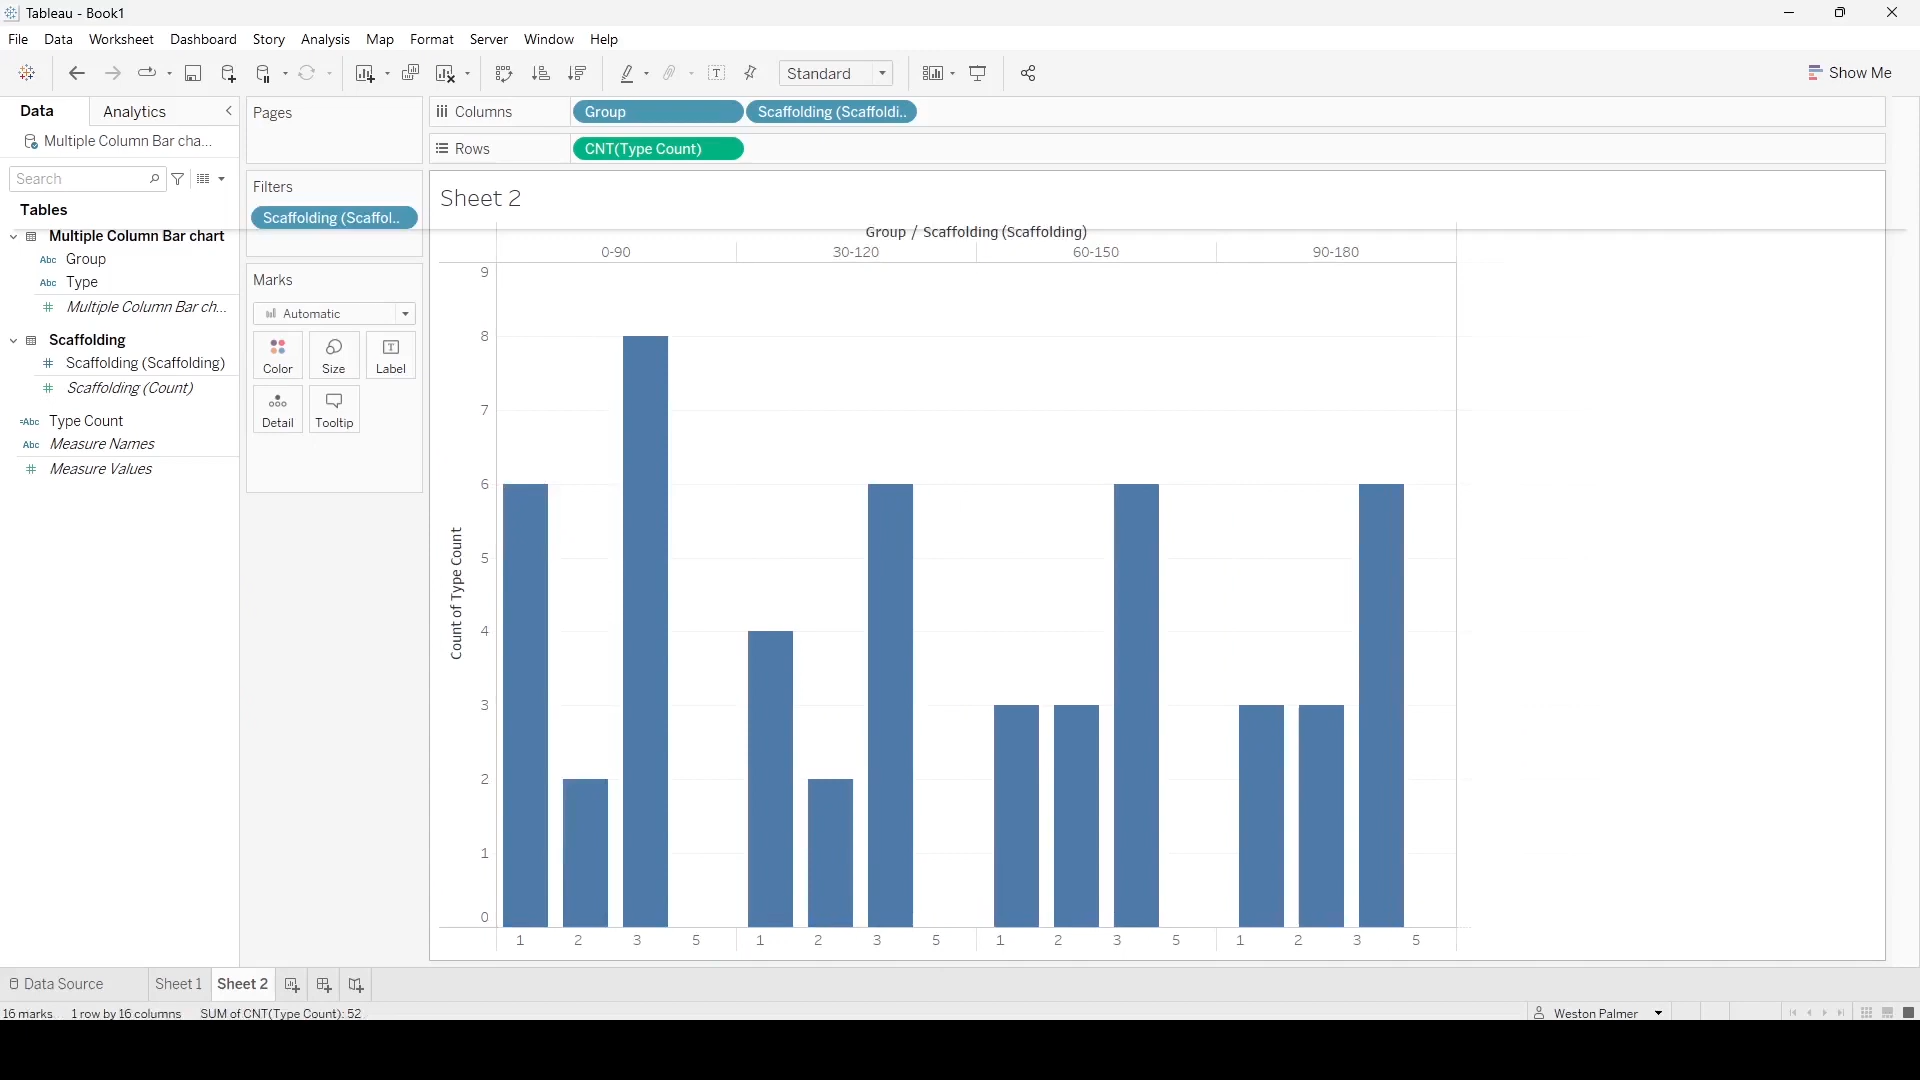 Tableau - Book1
File Data Worksheet Dashboard Story Analysis Map Format Server Window Help
Standard
Show Me
Data Analytics
Pages
Columns Group Scaffolding (Scaffoldi..
Multiple Column Bar cha...
Rows CNT(Type Count)
Search
Filters
Sheet 2
Tables
Scaffolding (Scaffol..
Multiple Column Bar chart
Group / Scaffolding (Scaffolding)
0-90 30-120 60-150 90-180
Abc Group
Abc Type
Marks
Multiple Column Bar ch...
Automatic
Scaffolding
Scaffolding (Scaffolding)
Color Size Label
Scaffolding (Count)
=Abc Type Count
Detail Tooltip
Abc Measure Names
Measure Values
Count of Type Count
9
8
7
6
5
4
3
2
1
0
1 2 3 5 1 2 3 5 1 2 3 5 1 2 3 5
Data Source Sheet 1 Sheet 2
16 marks 1 row by 16 columns SUM of CNT(Type Count): 52
Weston Palmer